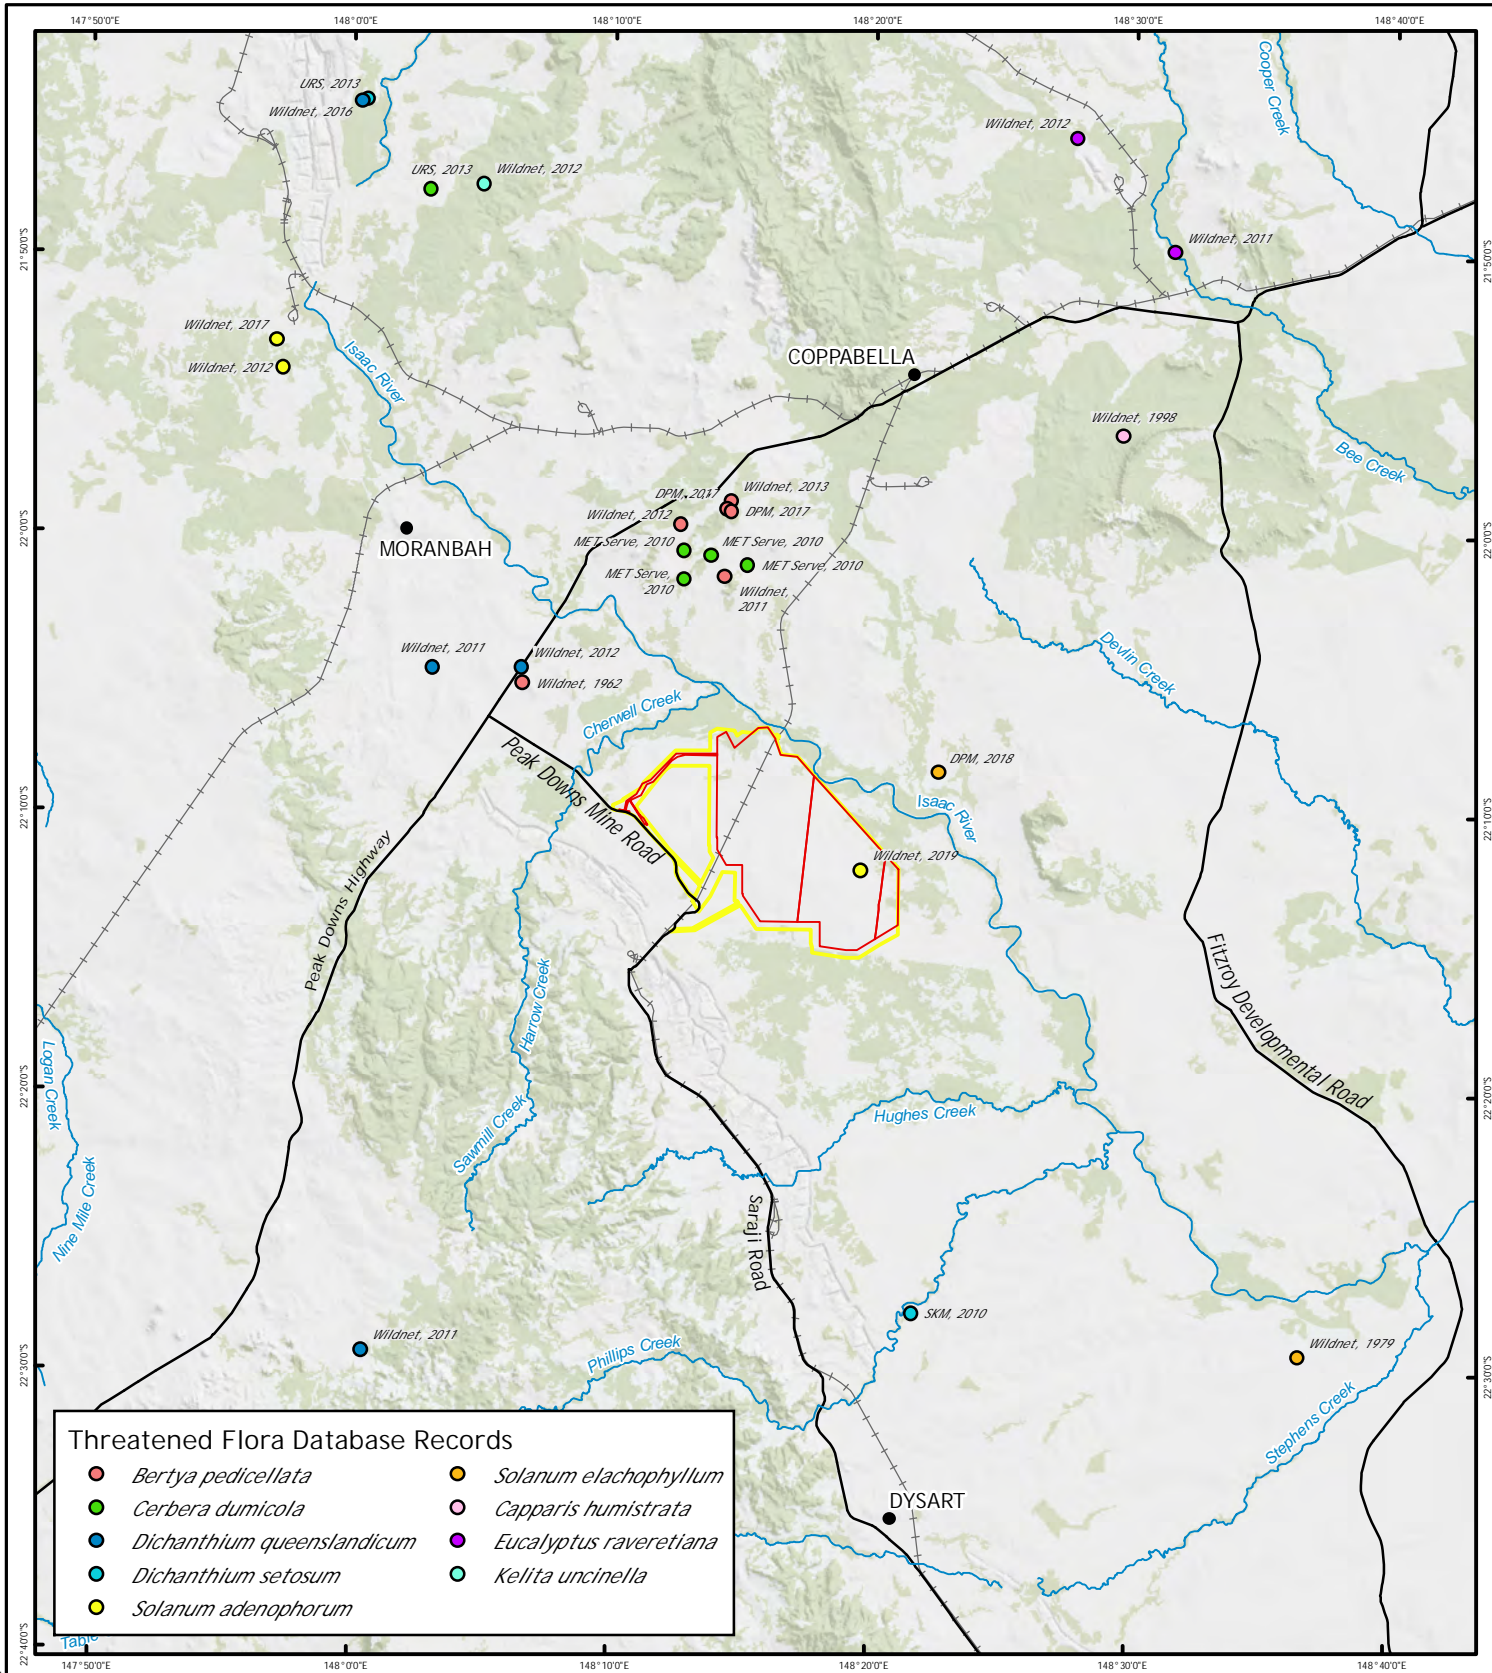 147°50'0"E
148°0'0"E
148°10'0"E
148°20'0"E
148°30'0"E
148°40'0"E
URS, 2013
Wildnet, 2016
Cooper Creek
Wildnet, 2012
URS, 2013
Wildnet, 2012
21°50'0"S
Wildnet, 2011
21°50'0"S
Wildnet, 2017
Isaac River
Wildnet, 2012
COPPABELLA
Wildnet, 1998
Bee Creek
DPM, 2017
Wildnet, 2013
Wildnet, 2012
DPM, 2017
22°0'0"S
MORANBAH
MET Serve, 2010
MET Serve, 2010
22°0'0"S
MET Serve, 2010
MET Serve,
2010
Wildnet,
2011
Wildnet, 2011
Wildnet, 2012
Wildnet, 1962
Devlin Creek
Cherwell Creek
Peak Downs Mine Road
DPM, 2018
Isaac River
22°10'0"S
22°10'0"S
Wildnet, 2019
Peak Downs Highway
Harrow Creek
Fitzroy Developmental Road
Logan Creek
22°20'0"S
Sawmill Creek
Hughes Creek
22°20'0"S
Nine Mile Creek
Saraji Road
SKM, 2010
Wildnet, 2011
Phillips Creek
Wildnet, 1979
22°30'0"S
22°30'0"S
Stephens Creek
Threatened Flora Database Records
Bertya pedicellata
Cerbera dumicola
Dichanthium queenslandicum
Dichanthium setosum
Solanum adenophorum
Solanum elachophyllum
Capparis humistrata
Eucalyptus raveretiana
Kelita uncinella
DYSART
Table
22°40'0"S
22°40'0"S
147°50'0"E
148°0'0"E
148°10'0"E
148°20'0"E
148°30'0"E
148°40'0"E